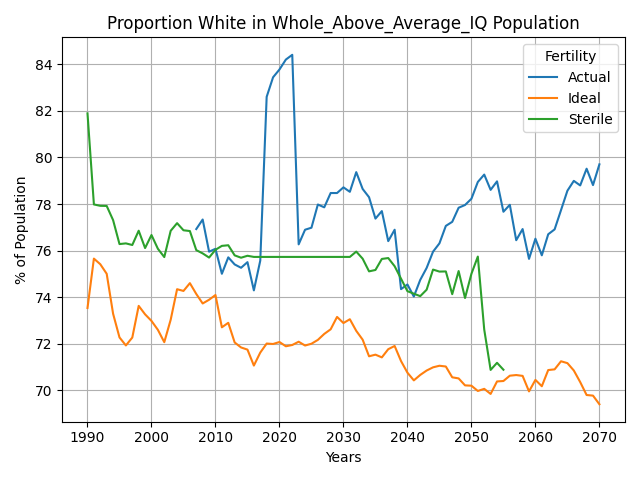 Proportion White in Whole_Above_Average_IQ Population
Fertility
Actual
Ideal
Sterile
% of Population
84
82
80
78
76
74
72
70
1990 2000 2010 2020 2030 2040 2050 2060 2070
Years